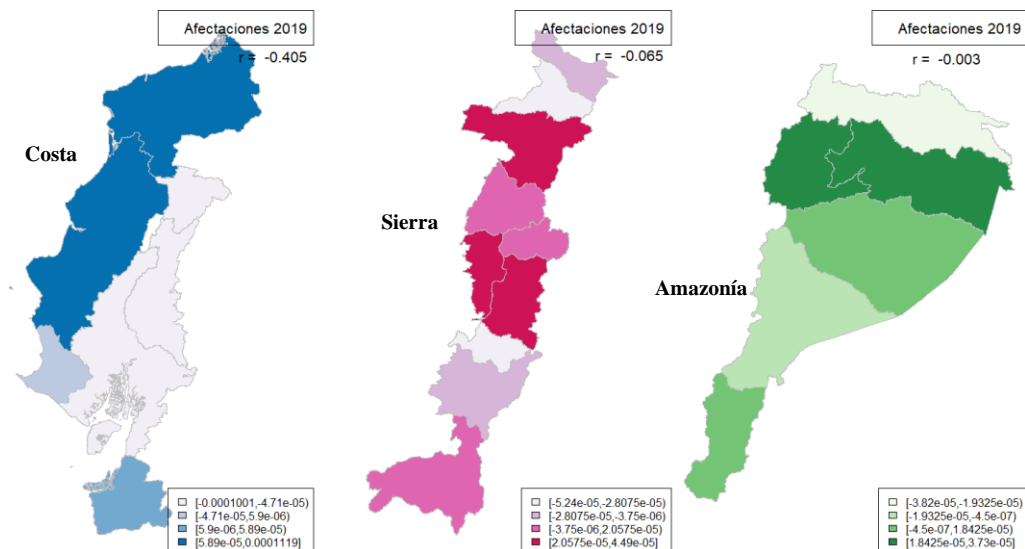 Afectaciones 2019
r = -0.405
Costa
[-0.0001001,-4.71e-05]
[-4.71e-05,5.9e-06]
[5.9e-06,5.89e-05]
[5.89e-05,0.0001119]
Afectaciones 2019
r = -0.065
Sierra
[-5.24e-05,-2.8075e-05]
[-2.8075e-05,-3.75e-06]
[-3.75e-06,2.0575e-05]
[2.0575e-05,4.49e-05]
Afectaciones 2019
r = -0.003
Amazonía
[-3.82e-05,-1.9325e-05]
[-1.9325e-05,-4.5e-07]
[-4.5e-07,1.8425e-05]
[1.8425e-05,3.73e-05]